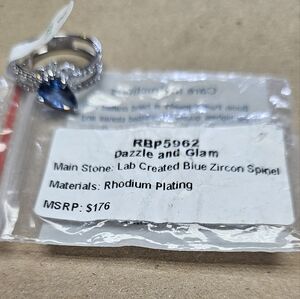 RBP5962
Dazzle and Glam
Main Stone: Lab Created Blue Zircon Spinel
Materials: Rhodium Plating
MSRP: $176